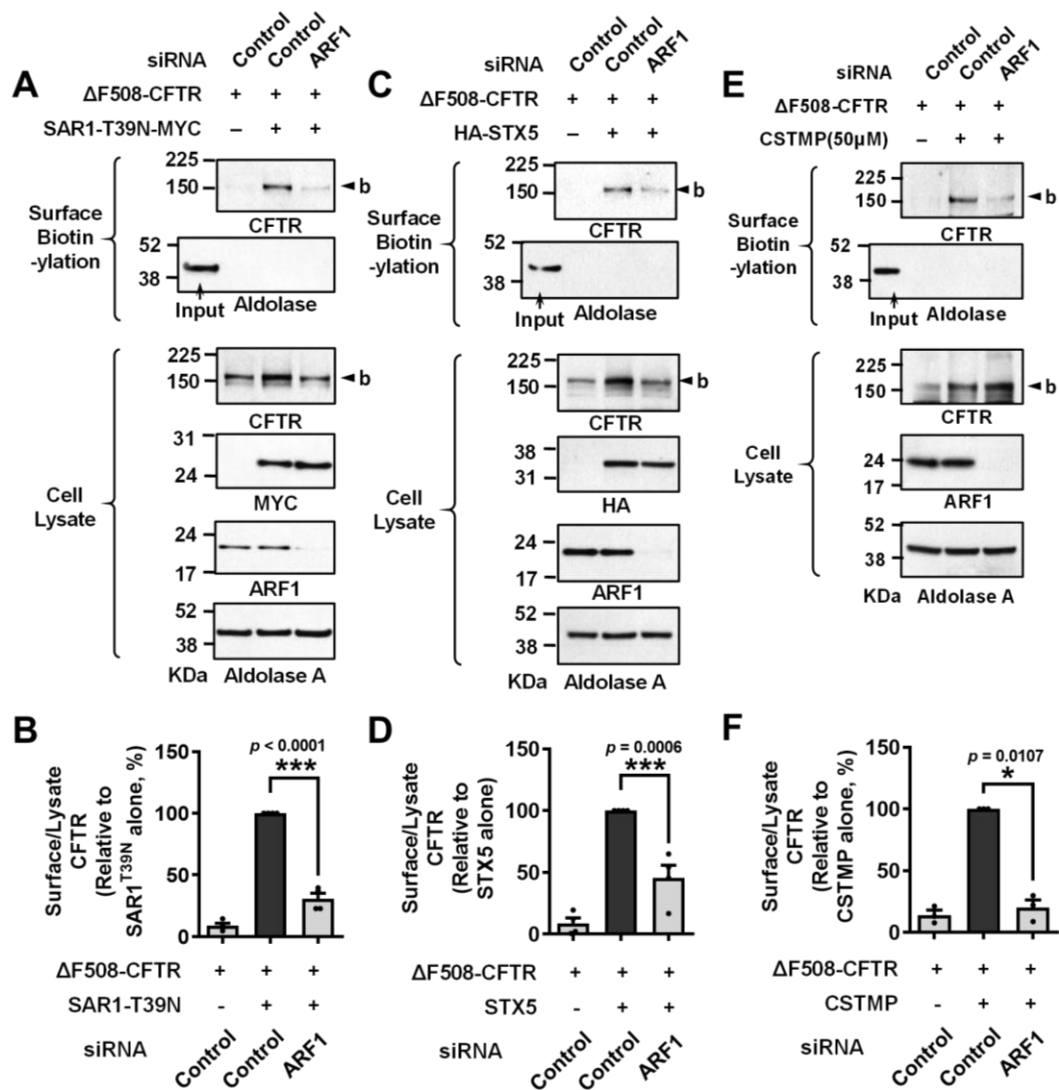 A
siRNA Control Control ARF1
ΔF508-CFTR + + +
SAR1-T39N-MYC – + +
Surface
Biotin
-ylation
225
150
b
CFTR
52
38
Input
Aldolase
Cell
Lysate
225
150
b
CFTR
31
24
MYC
24
17
ARF1
52
38
KDa Aldolase A
C
siRNA Control Control ARF1
ΔF508-CFTR + + +
HA-STX5 – + +
Surface
Biotin
-ylation
225
150
b
CFTR
52
38
Input
Aldolase
Cell
Lysate
225
150
b
CFTR
38
31
HA
24
17
ARF1
52
38
KDa Aldolase A
E
siRNA Control Control ARF1
ΔF508-CFTR + + +
CSTMP(50µM) – + +
Surface
Biotin
-ylation
225
150
b
CFTR
52
38
Input
Aldolase
Cell
Lysate
225
150
b
CFTR
24
17
ARF1
52
38
KDa Aldolase A
B
Surface/Lysate
CFTR
(Relative to
SAR1T39N alone, %)
150
100
50
0
p < 0.0001
***
ΔF508-CFTR + + +
SAR1-T39N - + +
siRNA Control Control ARF1
D
Surface/Lysate
CFTR
(Relative to
STX5 alone)
150
100
50
0
p = 0.0006
***
ΔF508-CFTR + + +
STX5 - + +
siRNA Control Control ARF1
F
Surface/Lysate
CFTR
(Relative to
CSTMP alone, %)
150
100
50
0
p = 0.0107
*
ΔF508-CFTR + + +
CSTMP - + +
siRNA Control Control ARF1